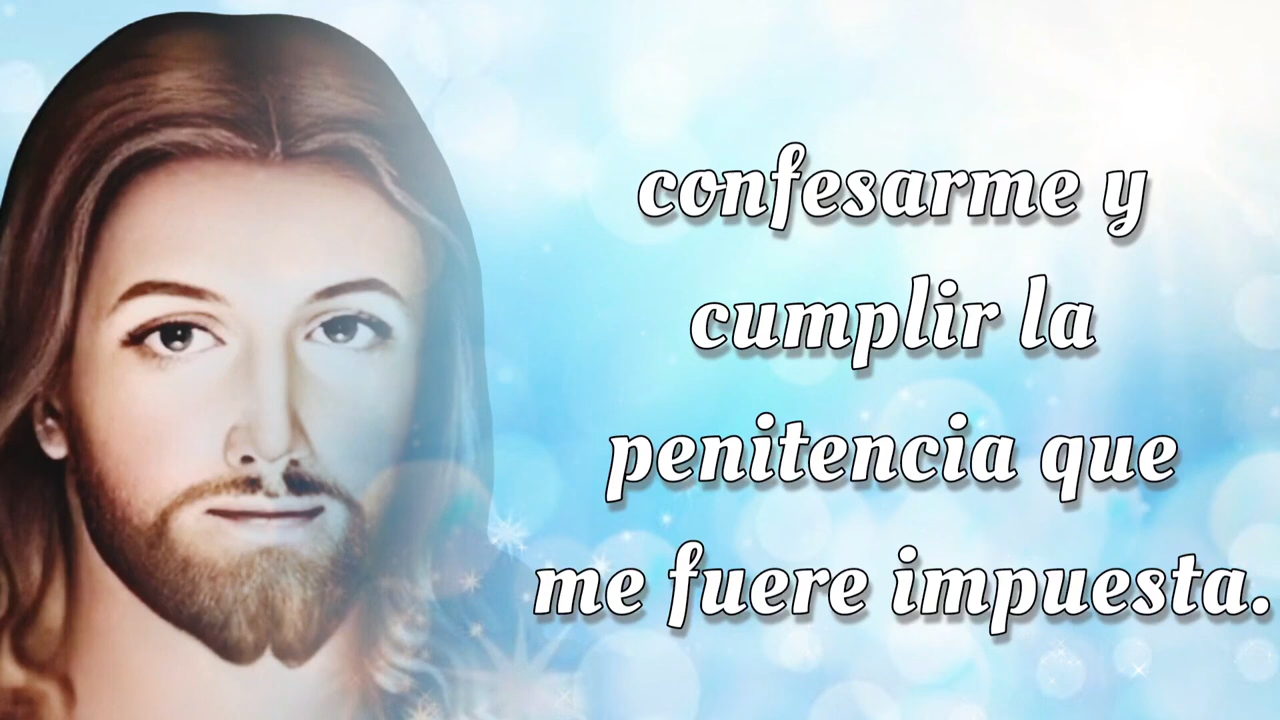 confesarme y
cumplir la
penitencia que
me fuere impuesta.